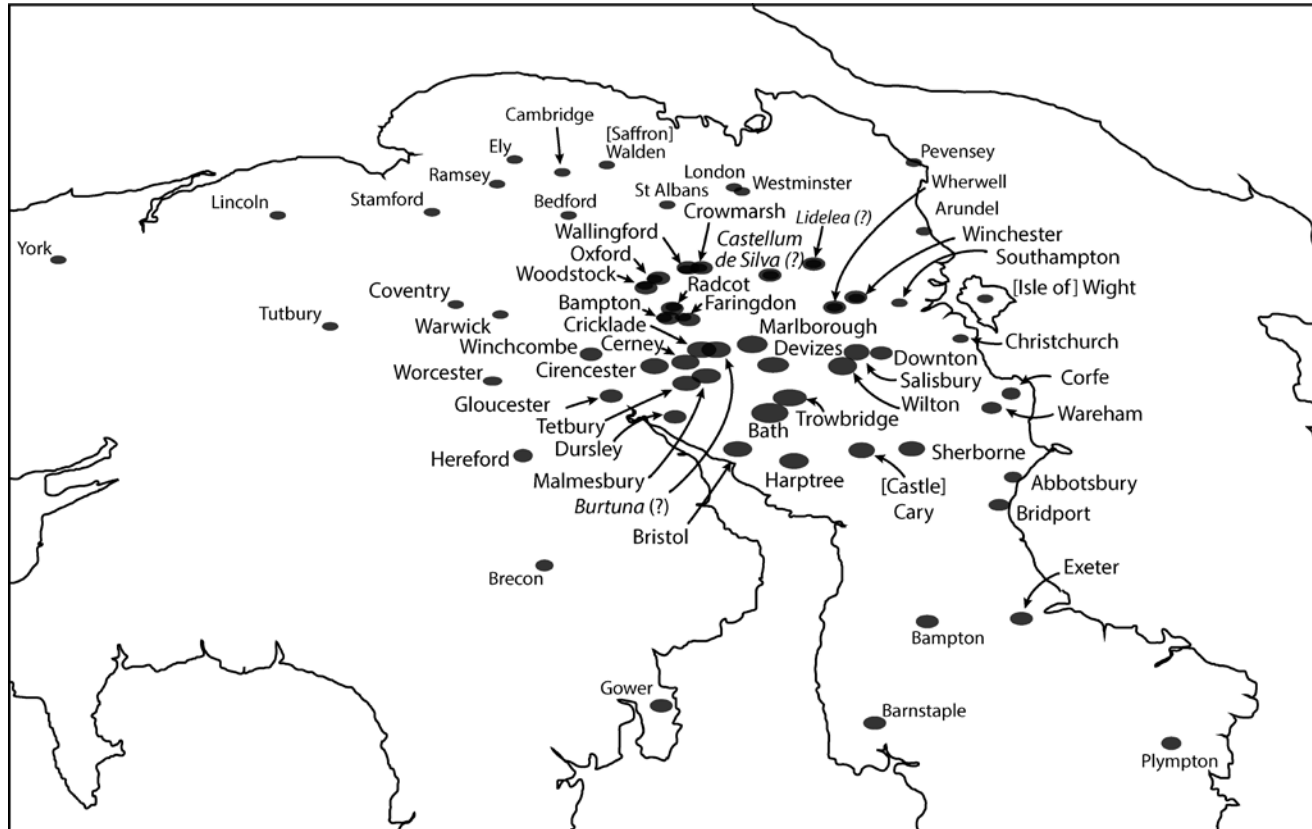 Cambridge
[Saffron]
Walden
Ely
Ramsey
Lincoln
Stamford
Bedford
London
Westminster
St Albans
Pevensey
Wherwell
Crowmarsh
Lidelea (?)
Arundel
York
Wallingford
Castellum
de Silva (?)
Winchester
Oxford
Southampton
Woodstock
Radcot
[Isle of] Wight
Coventry
Bampton
Faringdon
Tutbury
Warwick
Cricklade
Marlborough
Winchcombe
Cerney
Devizes
Downton
Christchurch
Worcester
Cirencester
Salisbury
Corfe
Gloucester
Wilton
Wareham
Tetbury
Trowbridge
Dursley
Bath
Hereford
Malmesbury
Harptree
Sherborne
[Castle]
Cary
Abbotsbury
Burtuna (?)
Bridport
Bristol
Brecon
Exeter
Bampton
Gower
Barnstaple
Plympton